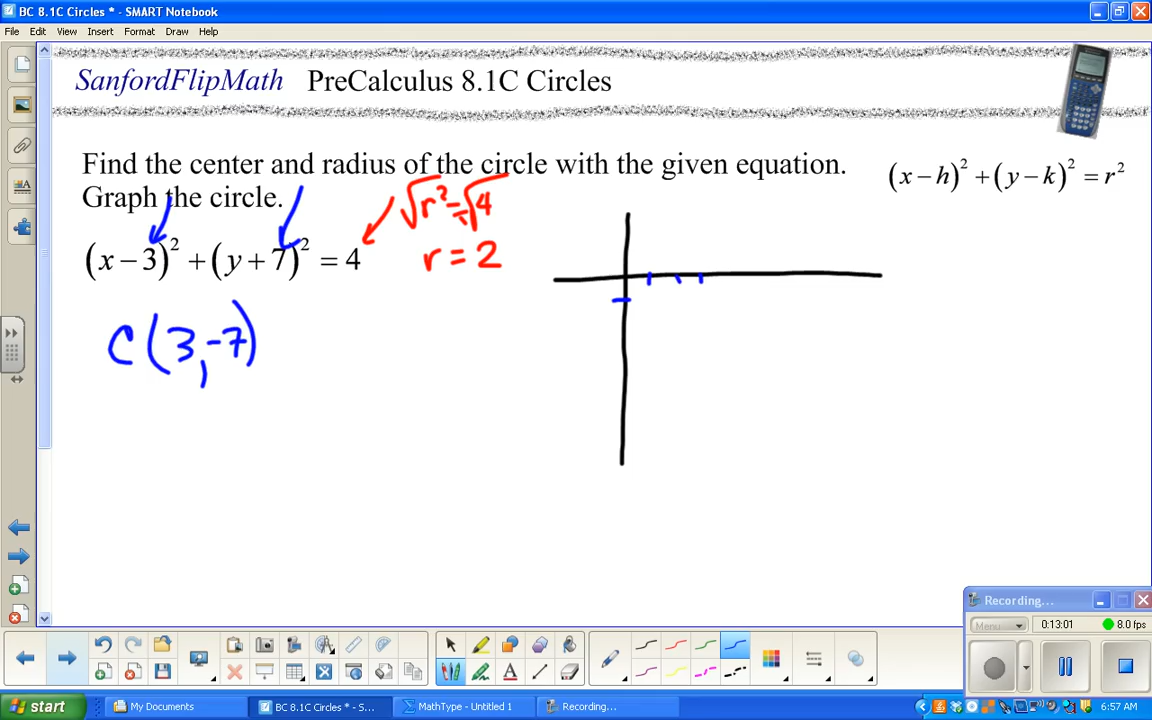 BC 8.1C Circles * - SMART Notebook
File Edit View Insert Format Draw Help
SanfordFlipMath PreCalculus 8.1C Circles
Find the center and radius of the circle with the given equation.
Graph the circle.
(x − h)² + (y − k)² = r²
(x − 3)² + (y + 7)² = 4
√r² = √4
r = 2
C (3, -7)
Recording...
Menu
0:13:01
8.0 fps
start
My Documents
BC 8.1C Circles * - S...
MathType - Untitled 1
Recording...
6:57 AM